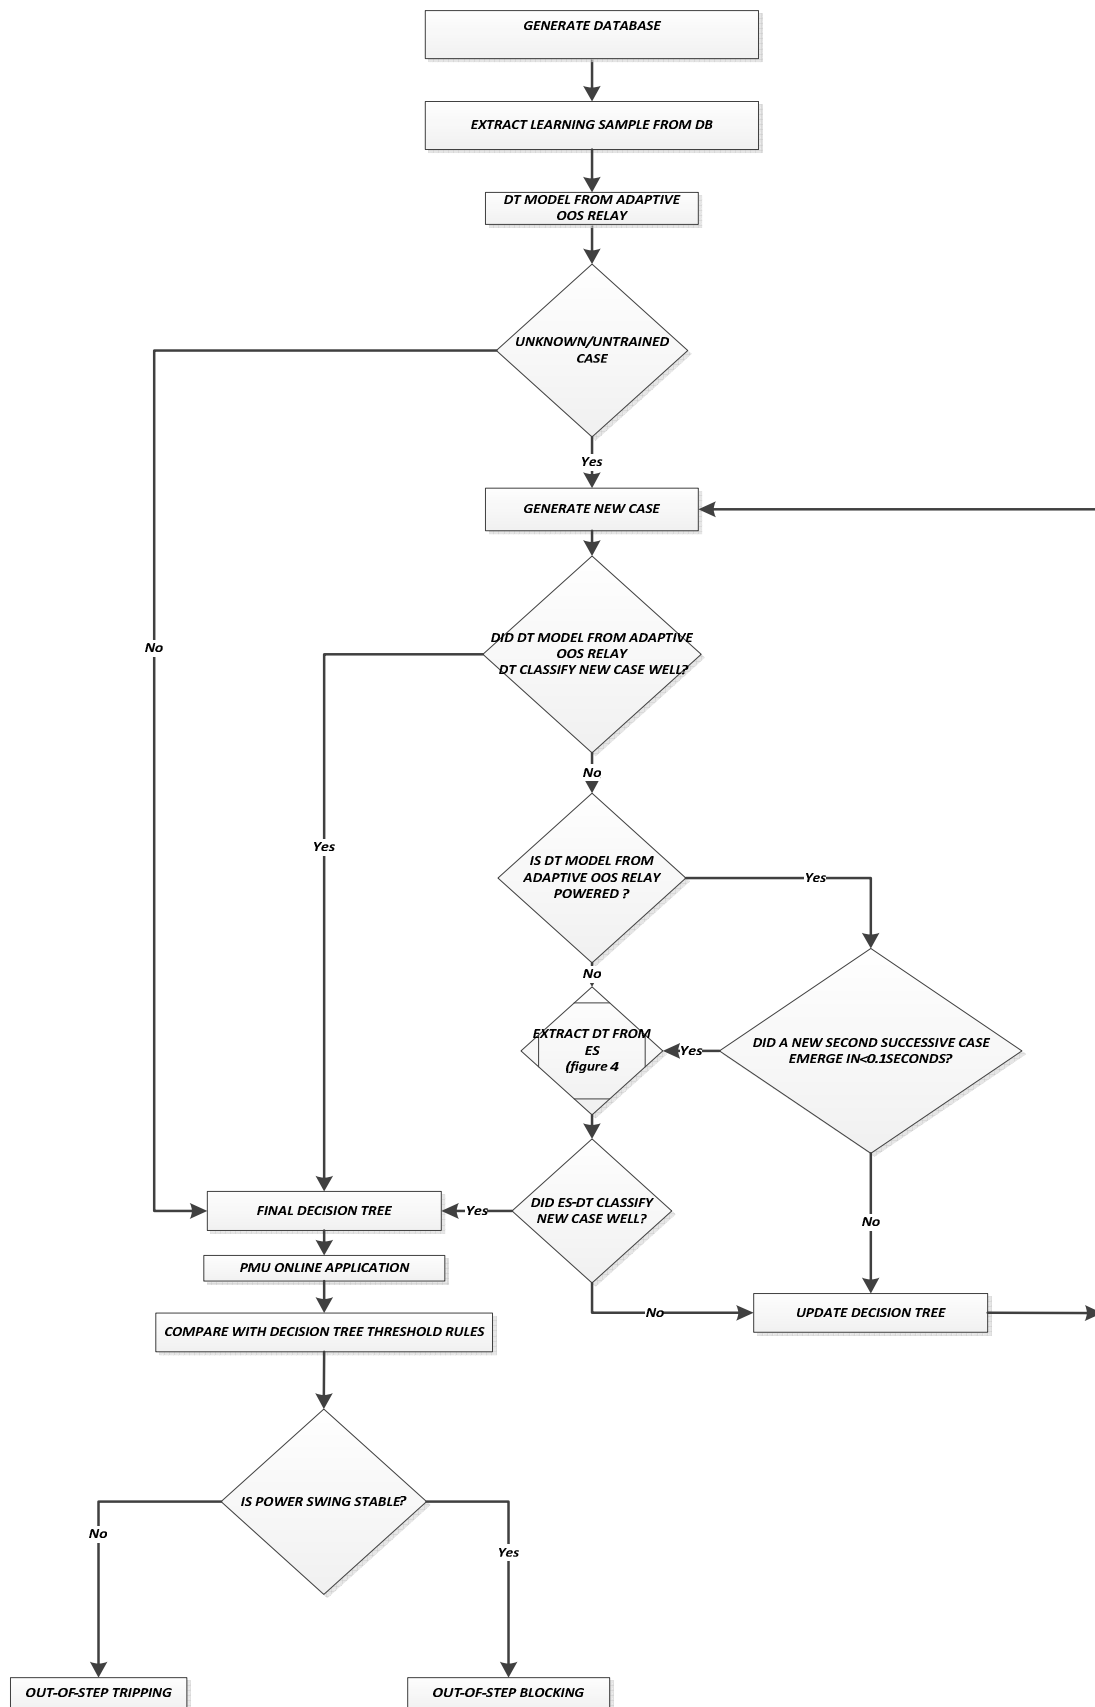 GENERATE DATABASE
EXTRACT LEARNING SAMPLE FROM DB
DT MODEL FROM ADAPTIVE
OOS RELAY
UNKNOWN/UNTRAINED
CASE
Yes
GENERATE NEW CASE
No
DID DT MODEL FROM ADAPTIVE
OOS RELAY
DT CLASSIFY NEW CASE WELL?
No
Yes
IS DT MODEL FROM
ADAPTIVE OOS RELAY
POWERED ?
Yes
No
EXTRACT DT FROM
ES
(figure 4
Yes
DID A NEW SECOND SUCCESSIVE CASE
EMERGE IN<0.1SECONDS?
FINAL DECISION TREE
Yes
DID ES-DT CLASSIFY
NEW CASE WELL?
No
PMU ONLINE APPLICATION
No
UPDATE DECISION TREE
COMPARE WITH DECISION TREE THRESHOLD RULES
IS POWER SWING STABLE?
No
Yes
OUT-OF-STEP TRIPPING
OUT-OF-STEP BLOCKING